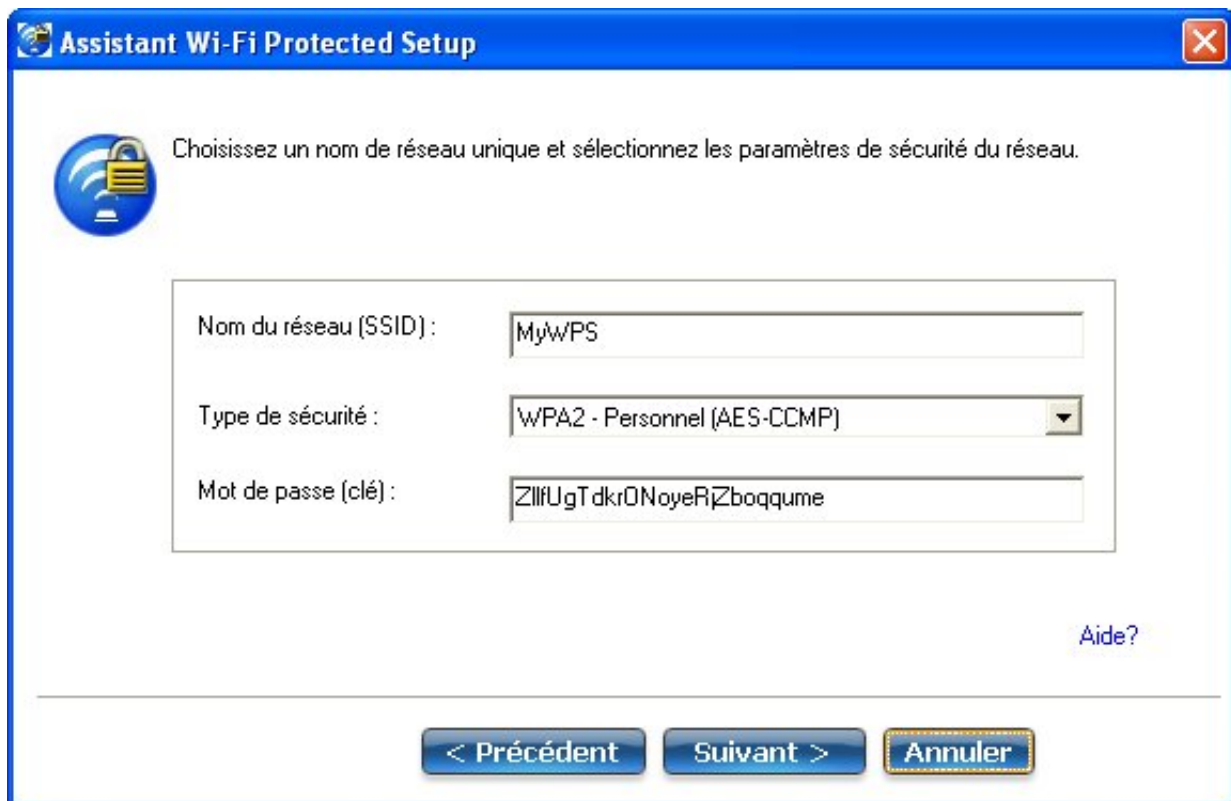 Assistant Wi-Fi Protected Setup
Choisissez un nom de réseau unique et sélectionnez les paramètres de sécurité du réseau.
Nom du réseau (SSID) : MyWPS
Type de sécurité : WPA2 - Personnel (AES-CCMP)
Mot de passe (clé) : ZllfUgTdkrONoyeRjZboqqume
Aide?
< Précédent Suivant > Annuler